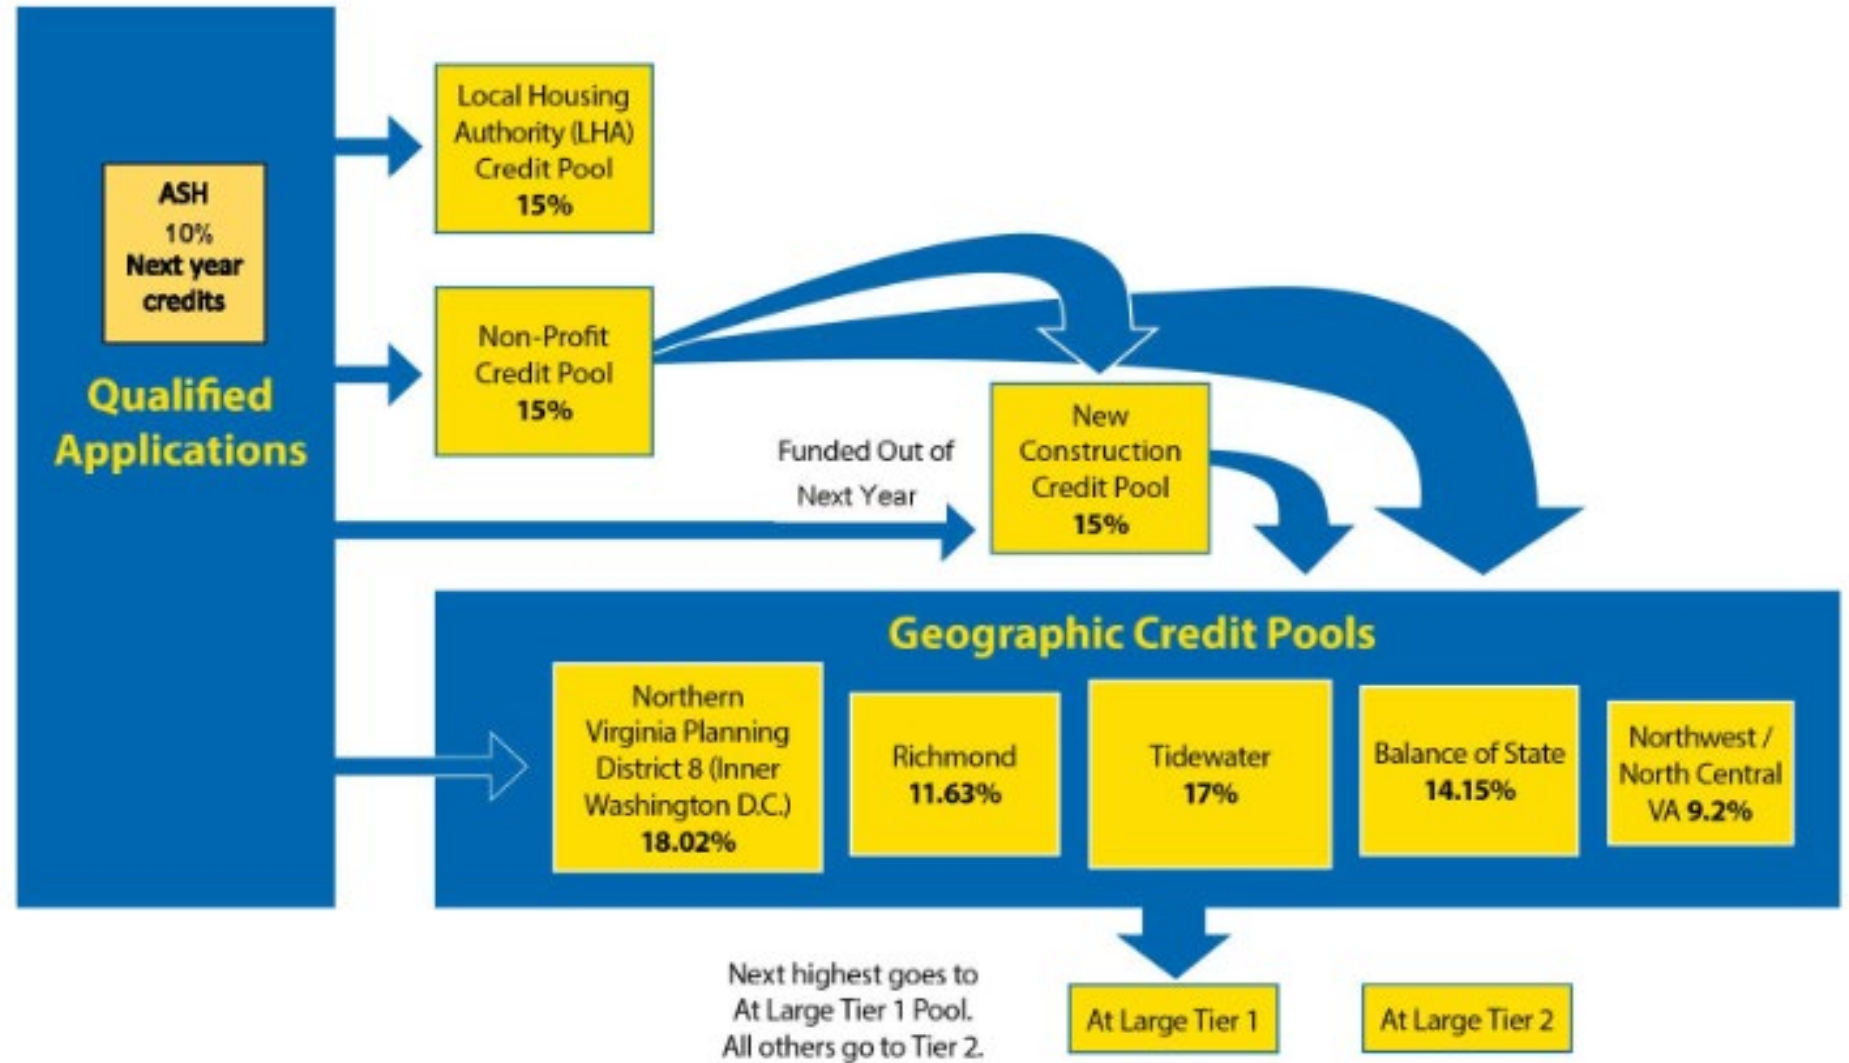 ASH
10%
Next year
credits
Qualified
Applications
Local Housing
Authority (LHA)
Credit Pool
15%
Non-Profit
Credit Pool
15%
Funded Out of
Next Year
New
Construction
Credit Pool
15%
Geographic Credit Pools
Northern
Virginia Planning
District 8 (Inner
Washington D.C.)
18.02%
Richmond
11.63%
Tidewater
17%
Balance of State
14.15%
Northwest /
North Central
VA 9.2%
Next highest goes to
At Large Tier 1 Pool.
All others go to Tier 2.
At Large Tier 1
At Large Tier 2